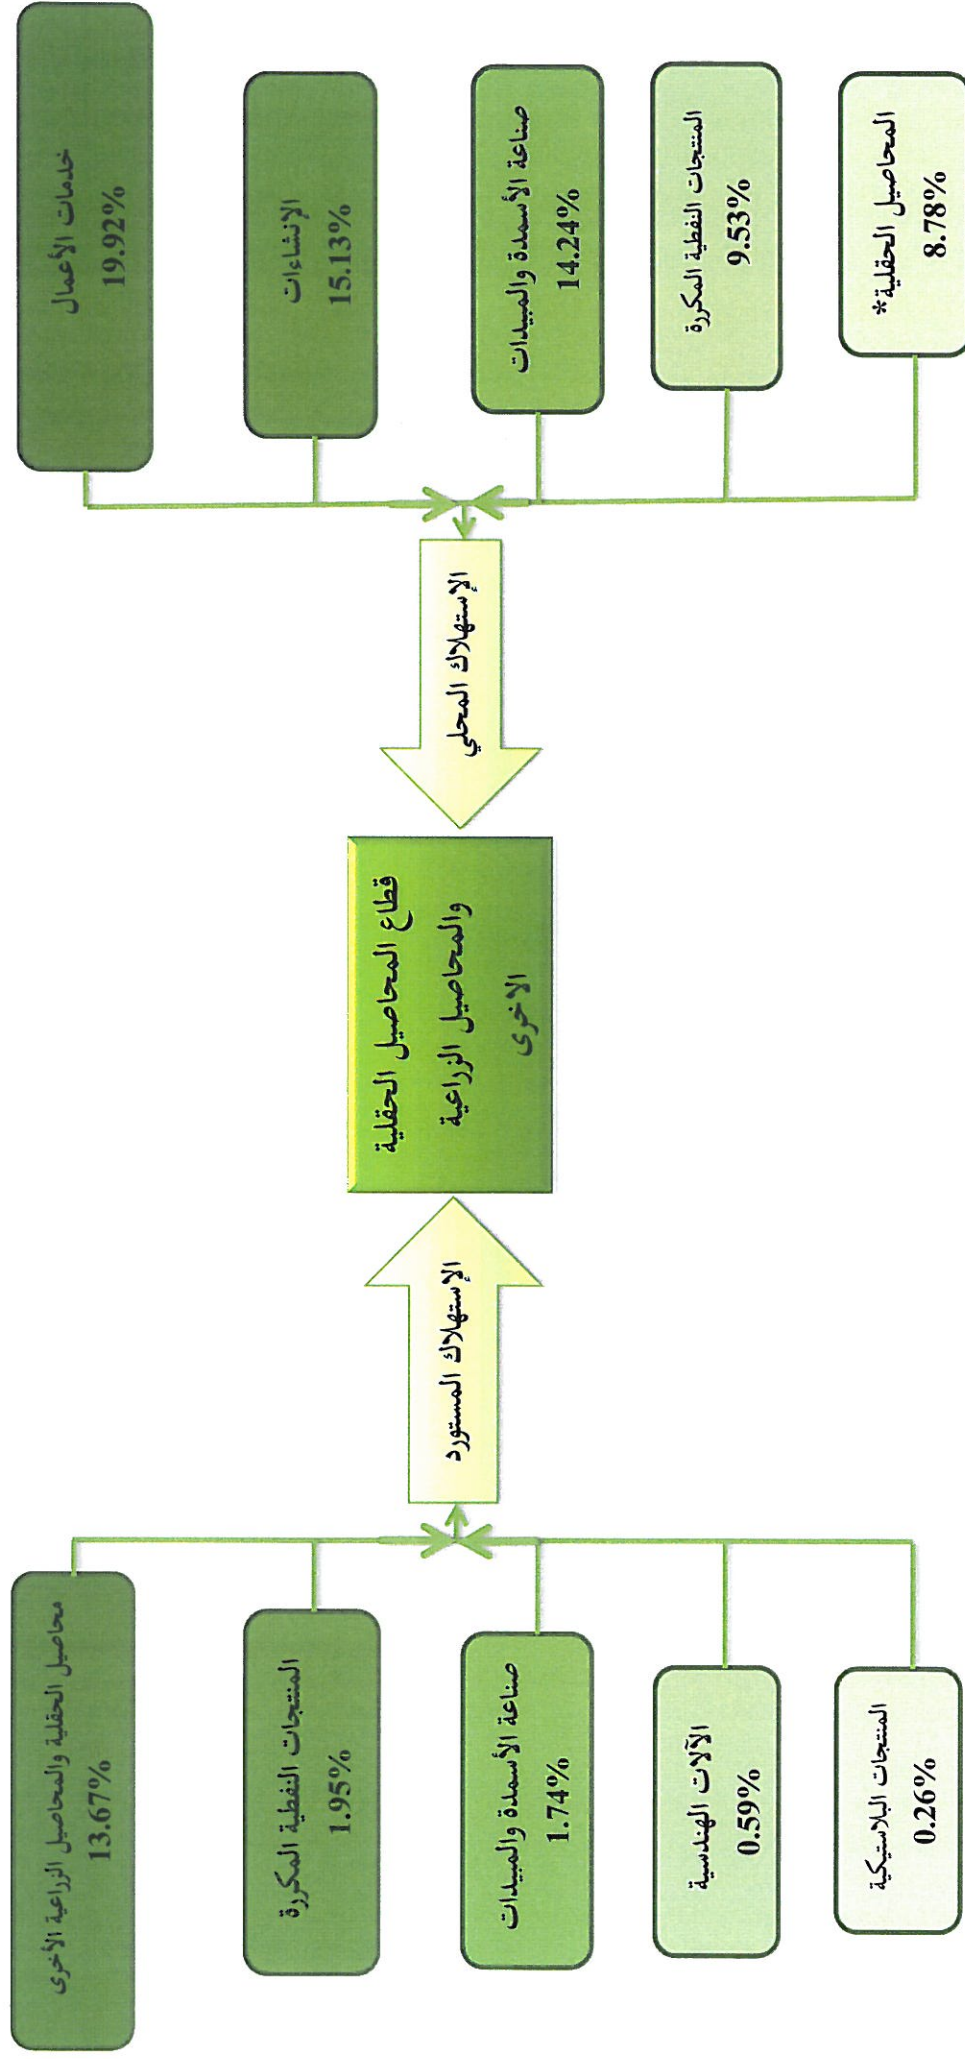 خدمات الأعمال
19.92%
الإنشاءات
15.13%
صناعة الأسمدة والمبيدات
14.24%
المنتجات النفطية المكررة
9.53%
المحاصيل الحقلية*
8.78%
الإستهلاك المحلي
قطاع المحاصيل الحقلية
والمحاصيل الزراعية
الاخرى
الإستهلاك المستورد
محاصيل الحقلية والمحاصيل الزراعية الأخرى
13.67%
المنتجات النفطية المكررة
1.95%
صناعة الأسمدة والمبيدات
1.74%
الآلات الهندسية
0.59%
المنتجات البلاستيكية
0.26%